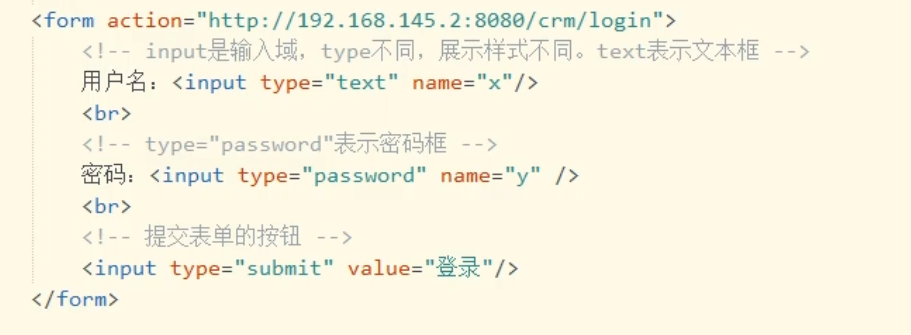 <form action="http://192.168.145.2:8080/crm/login">
<!-- input是输入域，type不同，展示样式不同。text表示文本框 -->
用户名：<input type="text" name="x"/>
<br>
<!-- type="password"表示密码框 -->
密码：<input type="password" name="y" />
<br>
<!-- 提交表单的按钮 -->
<input type="submit" value="登录"/>
</form>